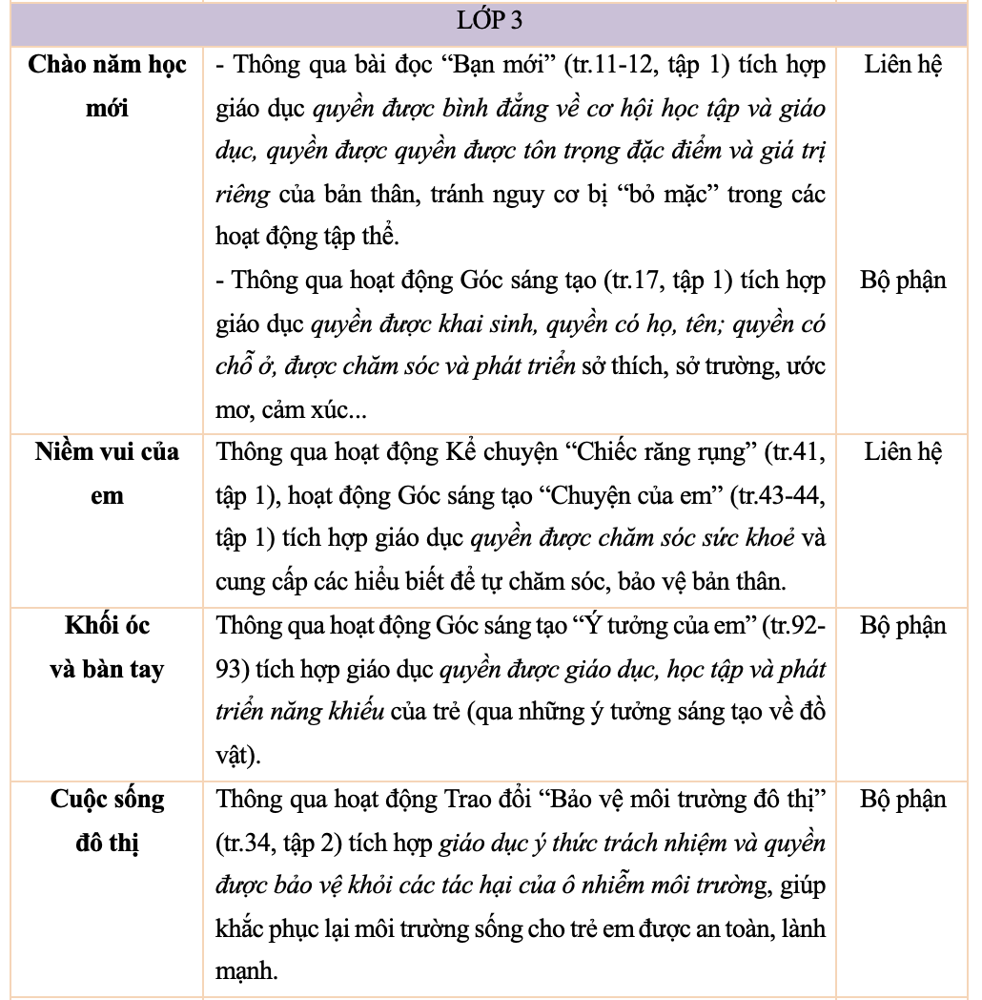 LỚP 3
Chào năm học
mới
- Thông qua bài đọc “Bạn mới” (tr.11-12, tập 1) tích hợp
giáo dục quyền được bình đẳng về cơ hội học tập và giáo
dục, quyền được quyền được tôn trọng đặc điểm và giá trị
riêng của bản thân, tránh nguy cơ bị “bỏ mặc” trong các
hoạt động tập thể.
Liên hệ
- Thông qua hoạt động Góc sáng tạo (tr.17, tập 1) tích hợp
giáo dục quyền được khai sinh, quyền có họ, tên; quyền có
chỗ ở, được chăm sóc và phát triển sở thích, sở trường, ước
mơ, cảm xúc...
Bộ phận
Niềm vui của
em
Thông qua hoạt động Kể chuyện “Chiếc răng rụng” (tr.41,
tập 1), hoạt động Góc sáng tạo “Chuyện của em” (tr.43-44,
tập 1) tích hợp giáo dục quyền được chăm sóc sức khoẻ và
cung cấp các hiểu biết để tự chăm sóc, bảo vệ bản thân.
Liên hệ
Khối óc
và bàn tay
Thông qua hoạt động Góc sáng tạo “Ý tưởng của em” (tr.92-
93) tích hợp giáo dục quyền được giáo dục, học tập và phát
triển năng khiếu của trẻ (qua những ý tưởng sáng tạo về đồ
vật).
Bộ phận
Cuộc sống
đô thị
Thông qua hoạt động Trao đổi “Bảo vệ môi trường đô thị”
(tr.34, tập 2) tích hợp giáo dục ý thức trách nhiệm và quyền
được bảo vệ khỏi các tác hại của ô nhiễm môi trường, giúp
khắc phục lại môi trường sống cho trẻ em được an toàn, lành
mạnh.
Bộ phận